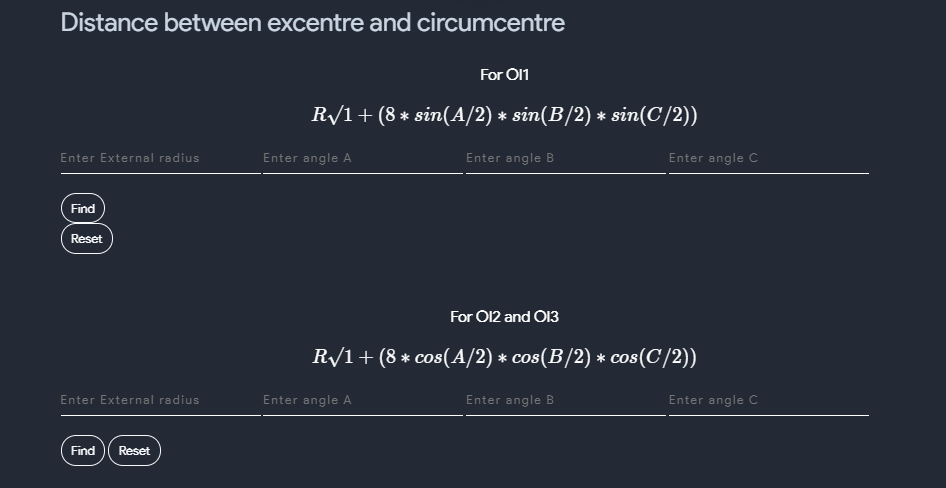 Distance between excentre and circumcentre
For OI1
R√1 + (8 * sin(A/2) * sin(B/2) * sin(C/2))
Enter External radius Enter angle A Enter angle B Enter angle C
Find
Reset
For OI2 and OI3
R√1 + (8 * cos(A/2) * cos(B/2) * cos(C/2))
Enter External radius Enter angle A Enter angle B Enter angle C
Find Reset